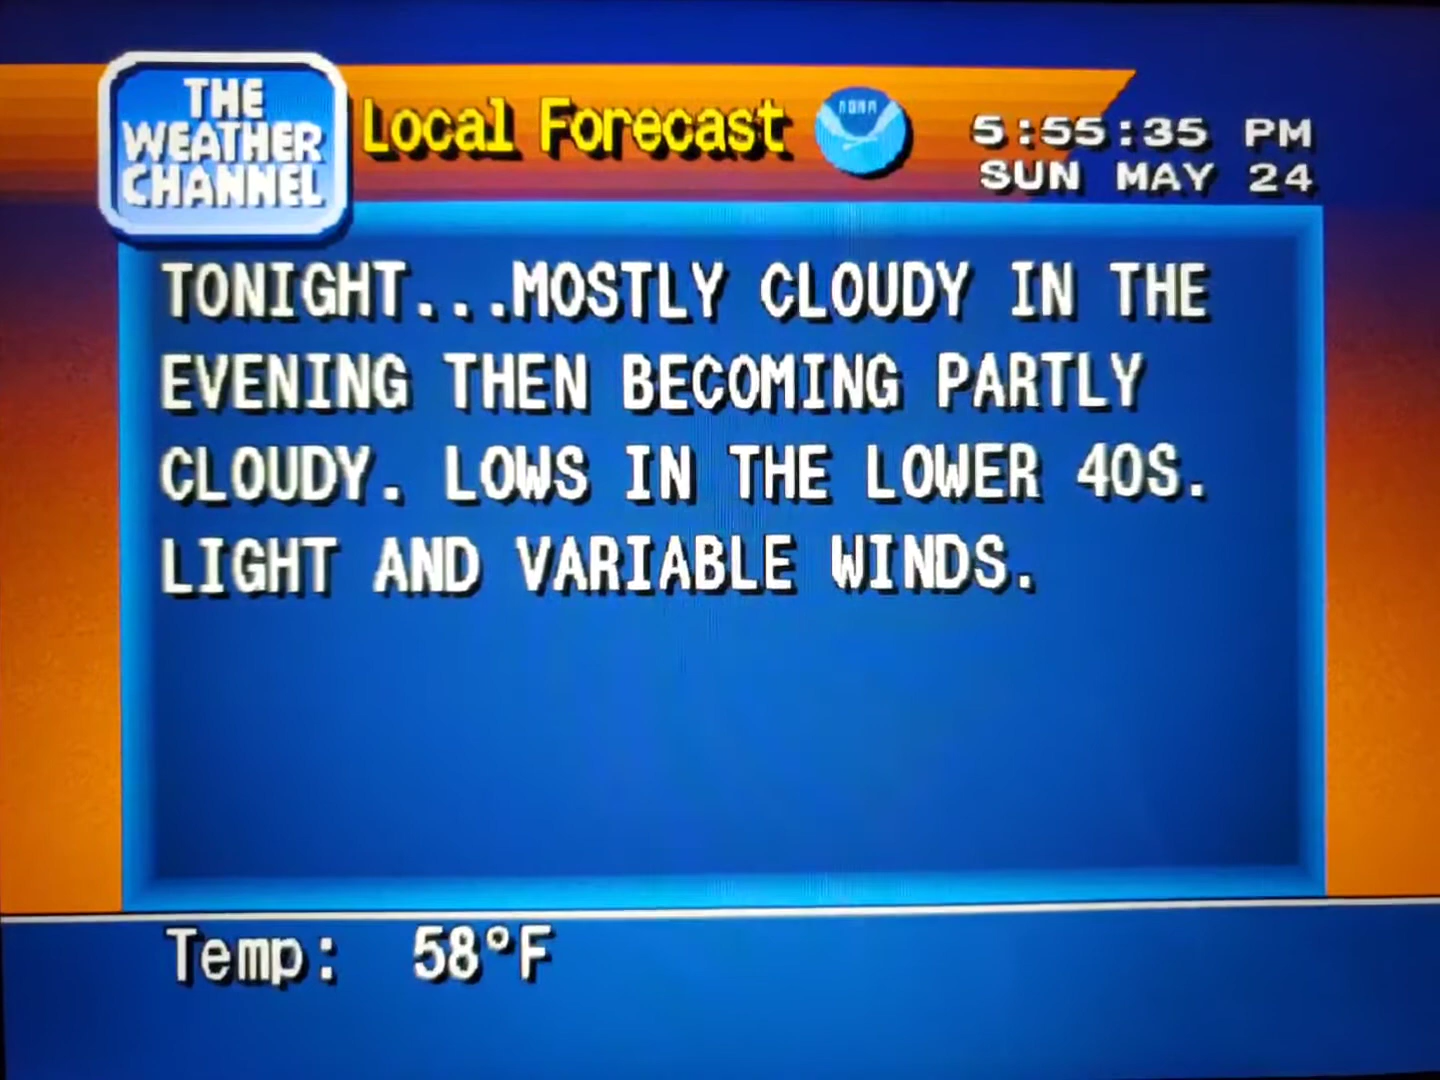 THE
WEATHER
CHANNEL
Local Forecast
NOAA
5:55:35 PM
SUN MAY 24
TONIGHT...MOSTLY CLOUDY IN THE
EVENING THEN BECOMING PARTLY
CLOUDY. LOWS IN THE LOWER 40S.
LIGHT AND VARIABLE WINDS.
Temp: 58°F